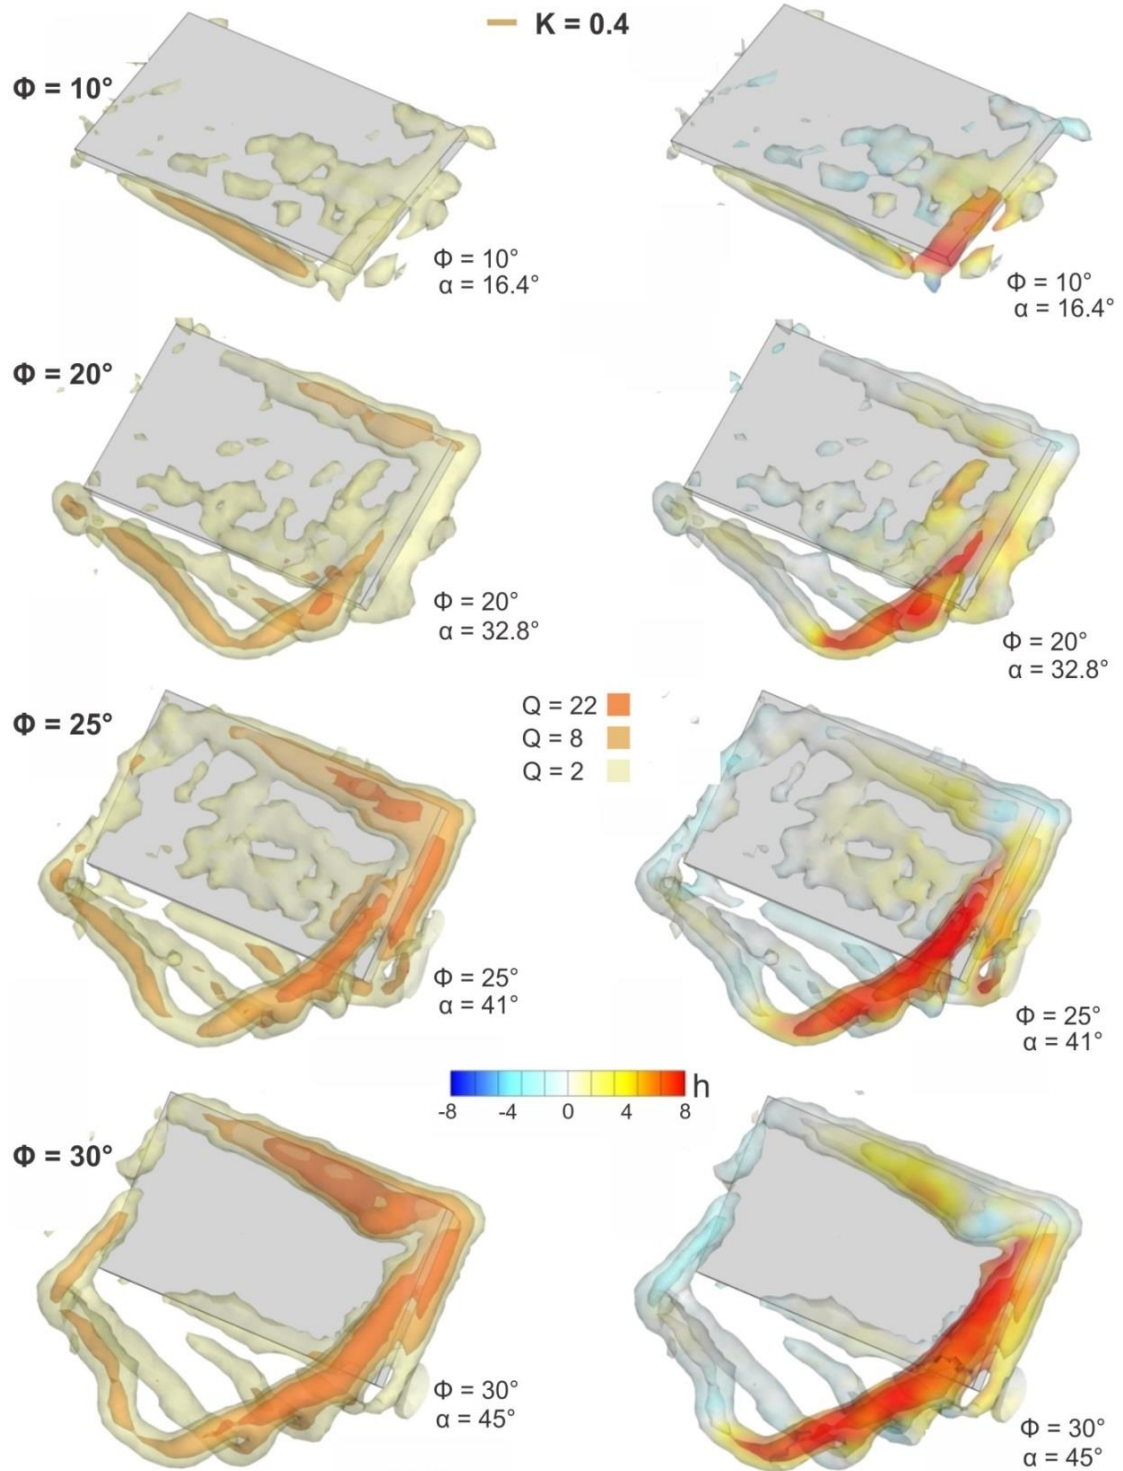 K = 0.4
Φ = 10°
Φ = 10°
α = 16.4°
Φ = 10°
α = 16.4°
Φ = 20°
Φ = 20°
α = 32.8°
Φ = 20°
α = 32.8°
Φ = 25°
Q = 22
Q = 8
Q = 2
Φ = 25°
α = 41°
Φ = 25°
α = 41°
h
-8 -4 0 4 8
Φ = 30°
Φ = 30°
α = 45°
Φ = 30°
α = 45°